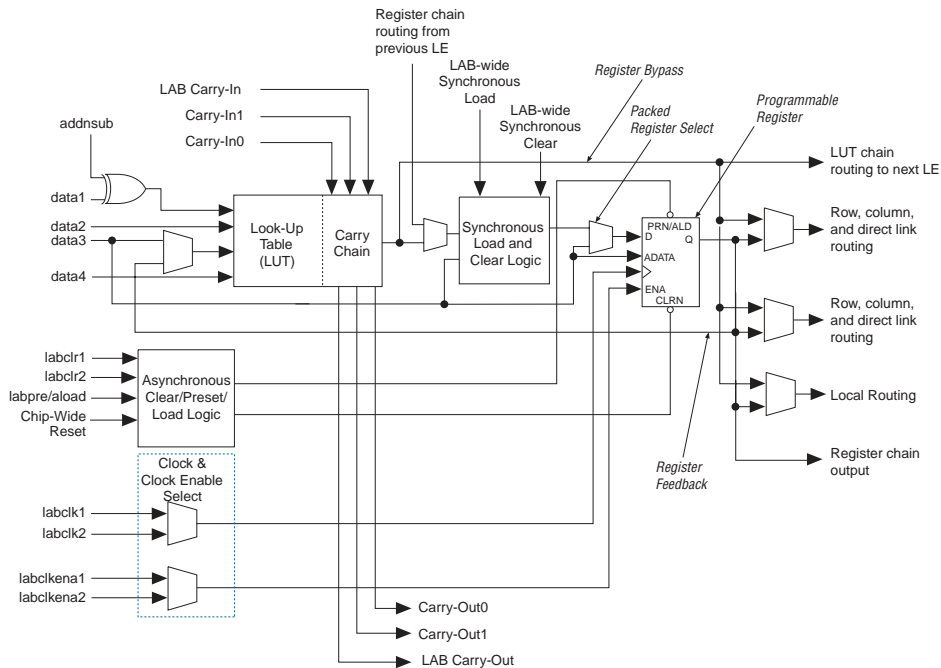 Register chain
routing from
previous LE
LAB-wide
Synchronous
Load
LAB-wide
Synchronous
Clear
Register Bypass
Packed
Register Select
Programmable
Register
LAB Carry-In
Carry-In1
Carry-In0
addnsub
data1
data2
data3
data4
Look-Up
Table
(LUT)
Carry
Chain
Synchronous
Load and
Clear Logic
PRN/ALD
D
Q
ADATA
ENA
CLRN
LUT chain
routing to next LE
Row, column,
and direct link
routing
Row, column,
and direct link
routing
Local Routing
Register chain
output
Register
Feedback
labclr1
labclr2
labpre/aload
Chip-Wide
Reset
Asynchronous
Clear/Preset/
Load Logic
Clock &
Clock Enable
Select
labclk1
labclk2
labclkena1
labclkena2
Carry-Out0
Carry-Out1
LAB Carry-Out